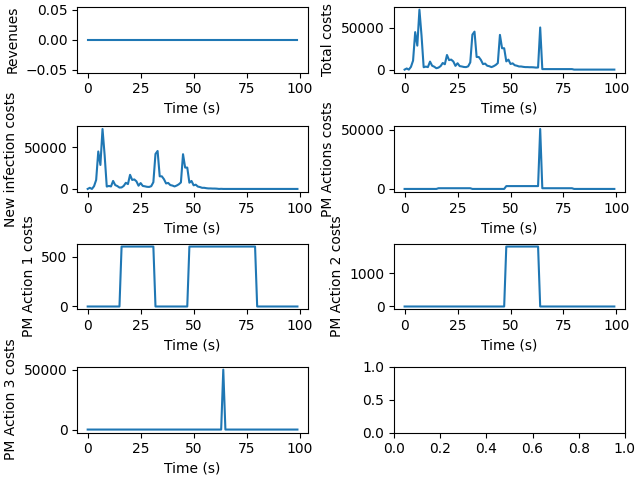 Revenues
0.05
0.00
−0.05
0 25 50 75 100
Time (s)
Total costs
50000
0
0 25 50 75 100
Time (s)
New infection costs
50000
0
0 25 50 75 100
Time (s)
PM Actions costs
50000
0
0 25 50 75 100
Time (s)
PM Action 1 costs
500
0
0 25 50 75 100
Time (s)
PM Action 2 costs
1000
0
0 25 50 75 100
Time (s)
PM Action 3 costs
50000
0
0 25 50 75 100
Time (s)
1.0
0.5
0.0
0.0 0.2 0.4 0.6 0.8 1.0